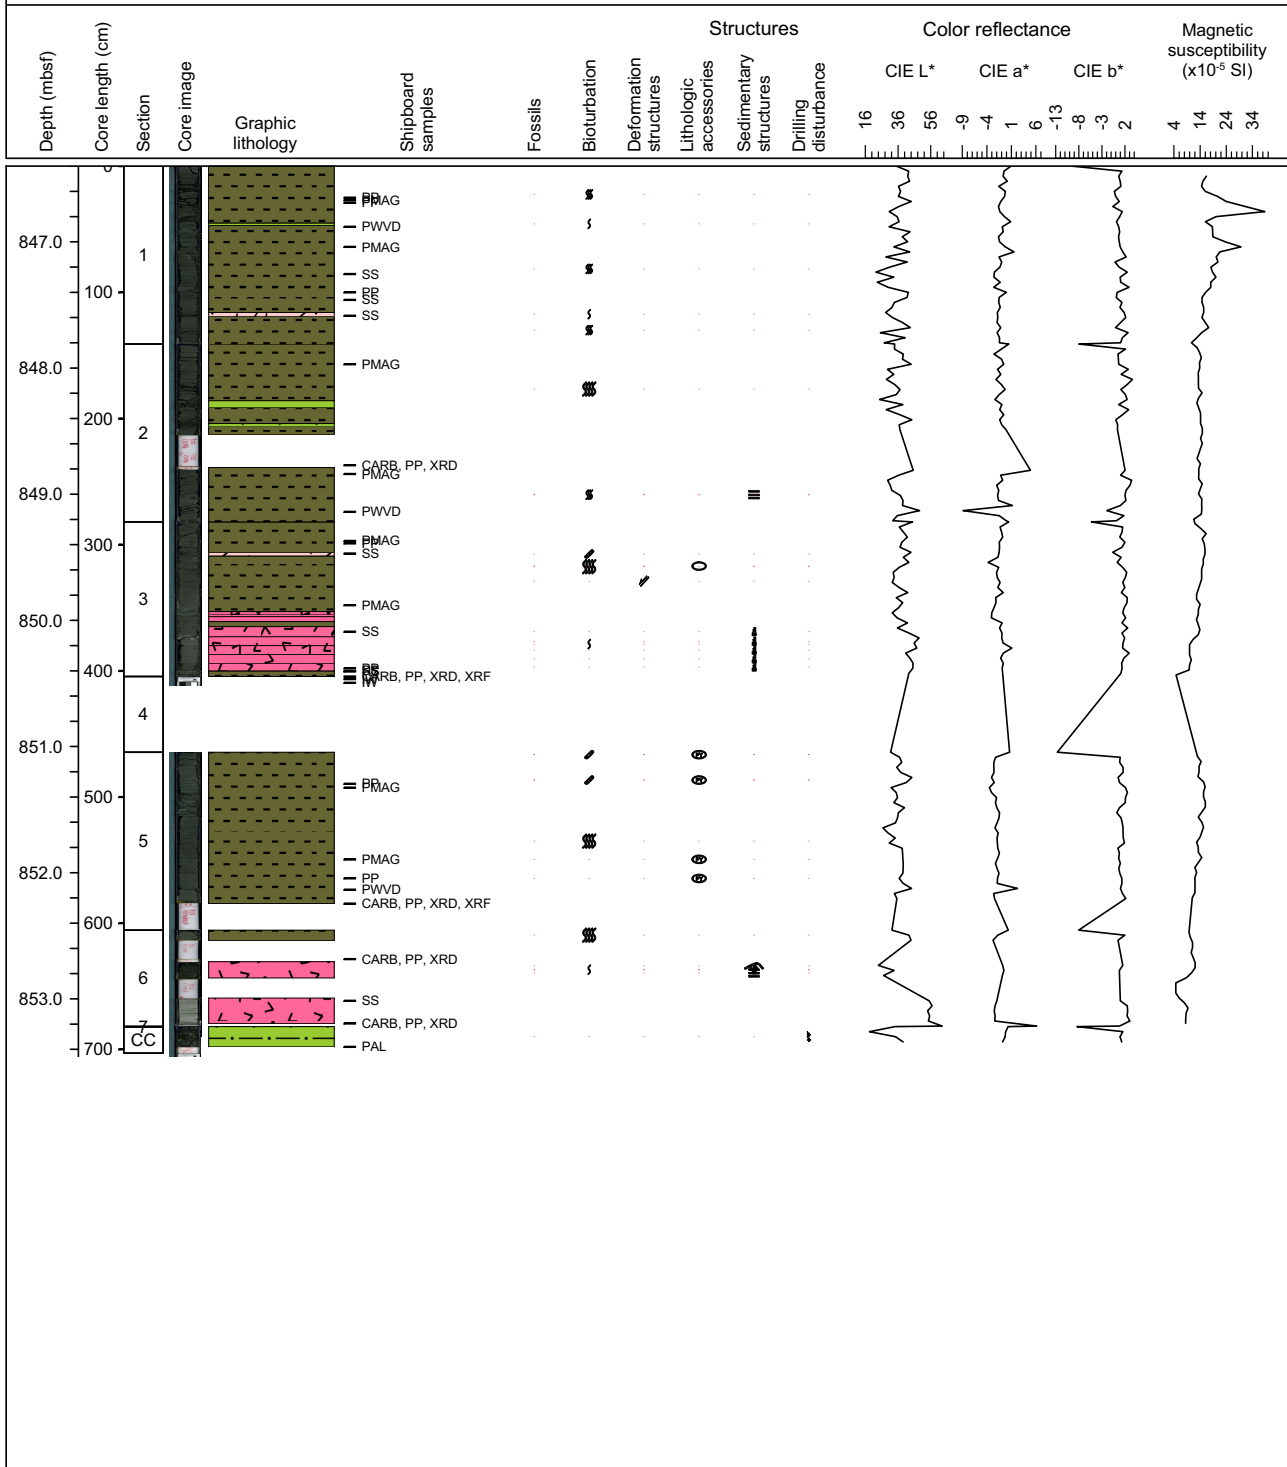 Structures
Color reflectance
Magnetic
susceptibility
(x10-5 SI)
Depth (mbsf)
Core length (cm)
Section
Core image
Graphic
lithology
Shipboard
samples
Fossils
Bioturbation
Deformation
structures
Lithologic
accessories
Sedimentary
structures
Drilling
disturbance
CIE L*
CIE a*
CIE b*
16 36 56
-9 -4 1 6
-13 -8 -3 2
4 14 24 34
0
PMAG
PWVD
847.0
1
PMAG
SS
100
PP
SS
SS
848.0
PMAG
200
2
CARB, PP, XRD
PMAG
849.0
PWVD
300
PMAG
SS
3
PMAG
850.0
SS
400
CARB, PP, XRD, XRF
4
851.0
PP
PMAG
500
5
PMAG
852.0
PP
PWVD
CARB, PP, XRD, XRF
600
CARB, PP, XRD
6
853.0
SS
7
CARB, PP, XRD
CC
700
PAL